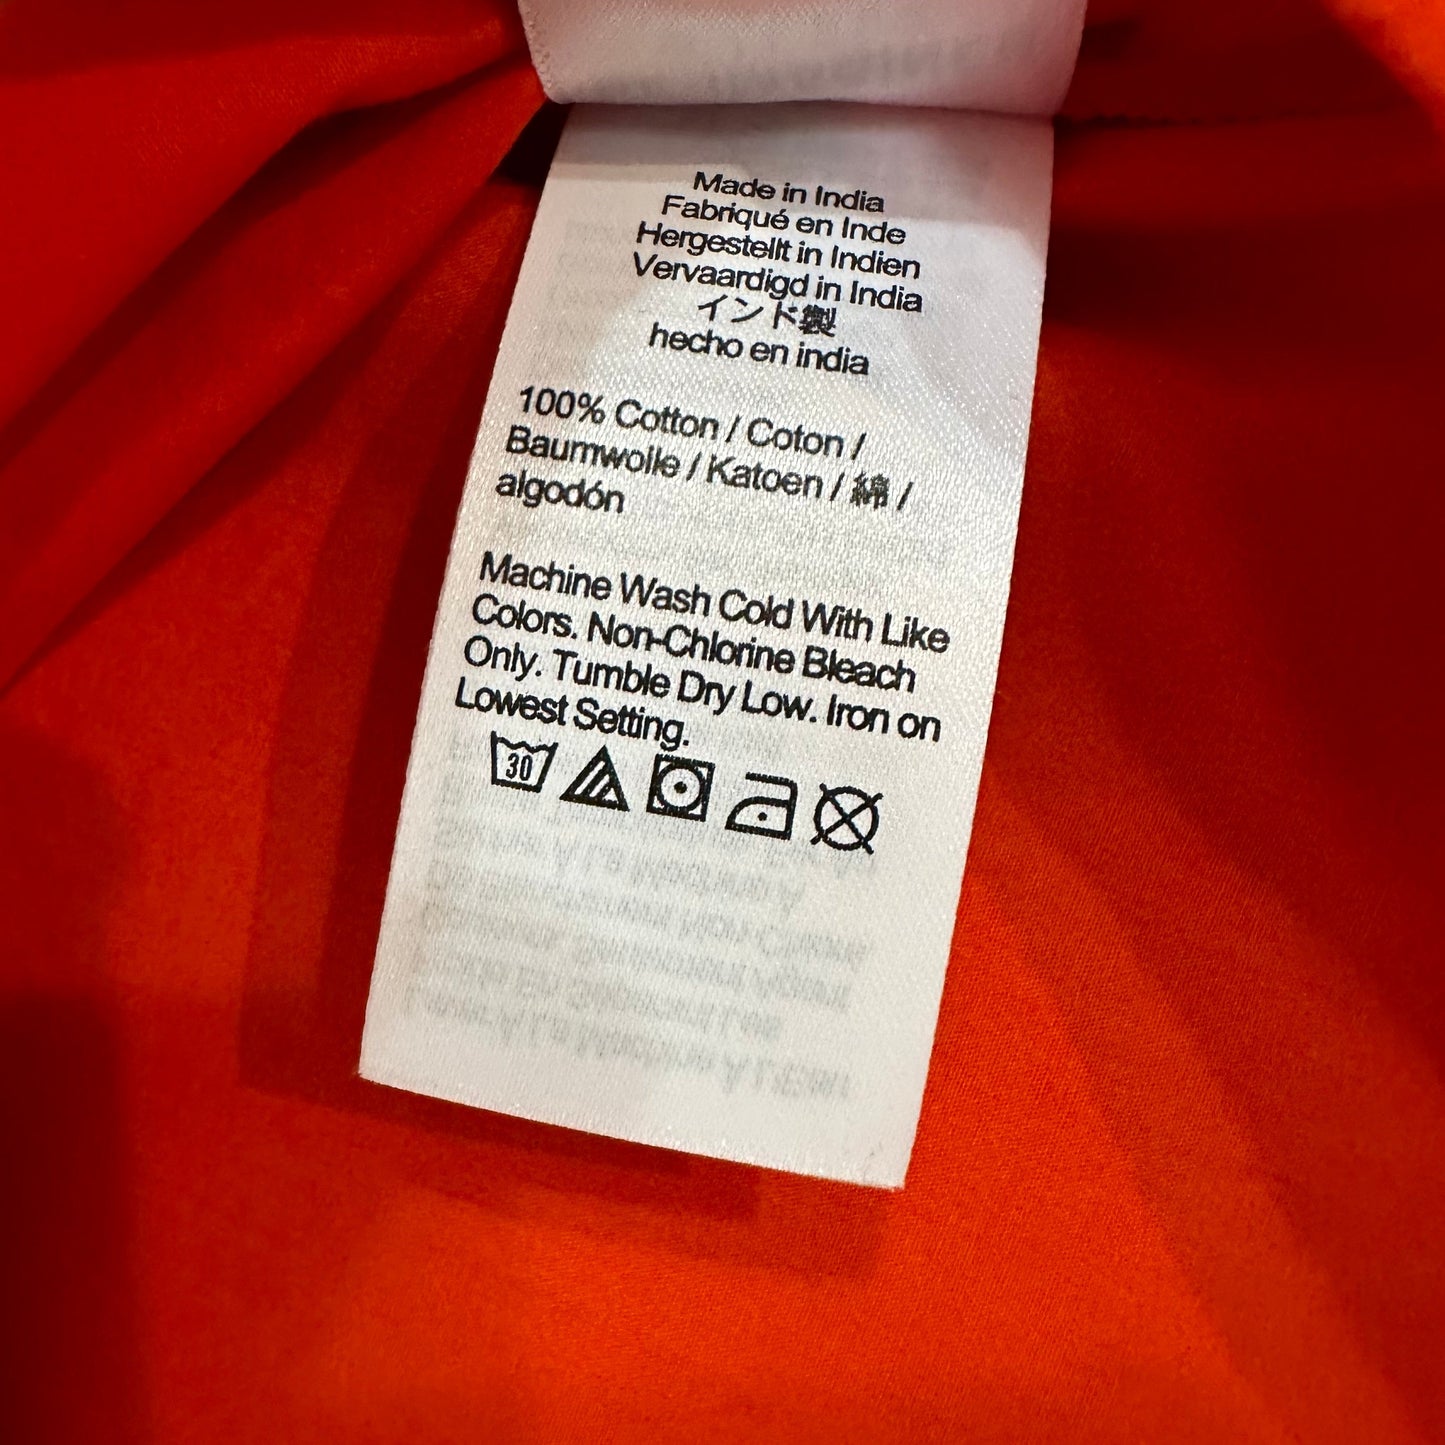 Made in India
Fabriqué en Inde
Hergestellt in Indien
Vervaardigd in India
インド製
hecho en india
100% Cotton / Coton /
Baumwolle / Katoen / 綿 /
algodón
Machine Wash Cold With Like
Colors. Non-Chlorine Bleach
Only. Tumble Dry Low. Iron on
Lowest Setting.
30